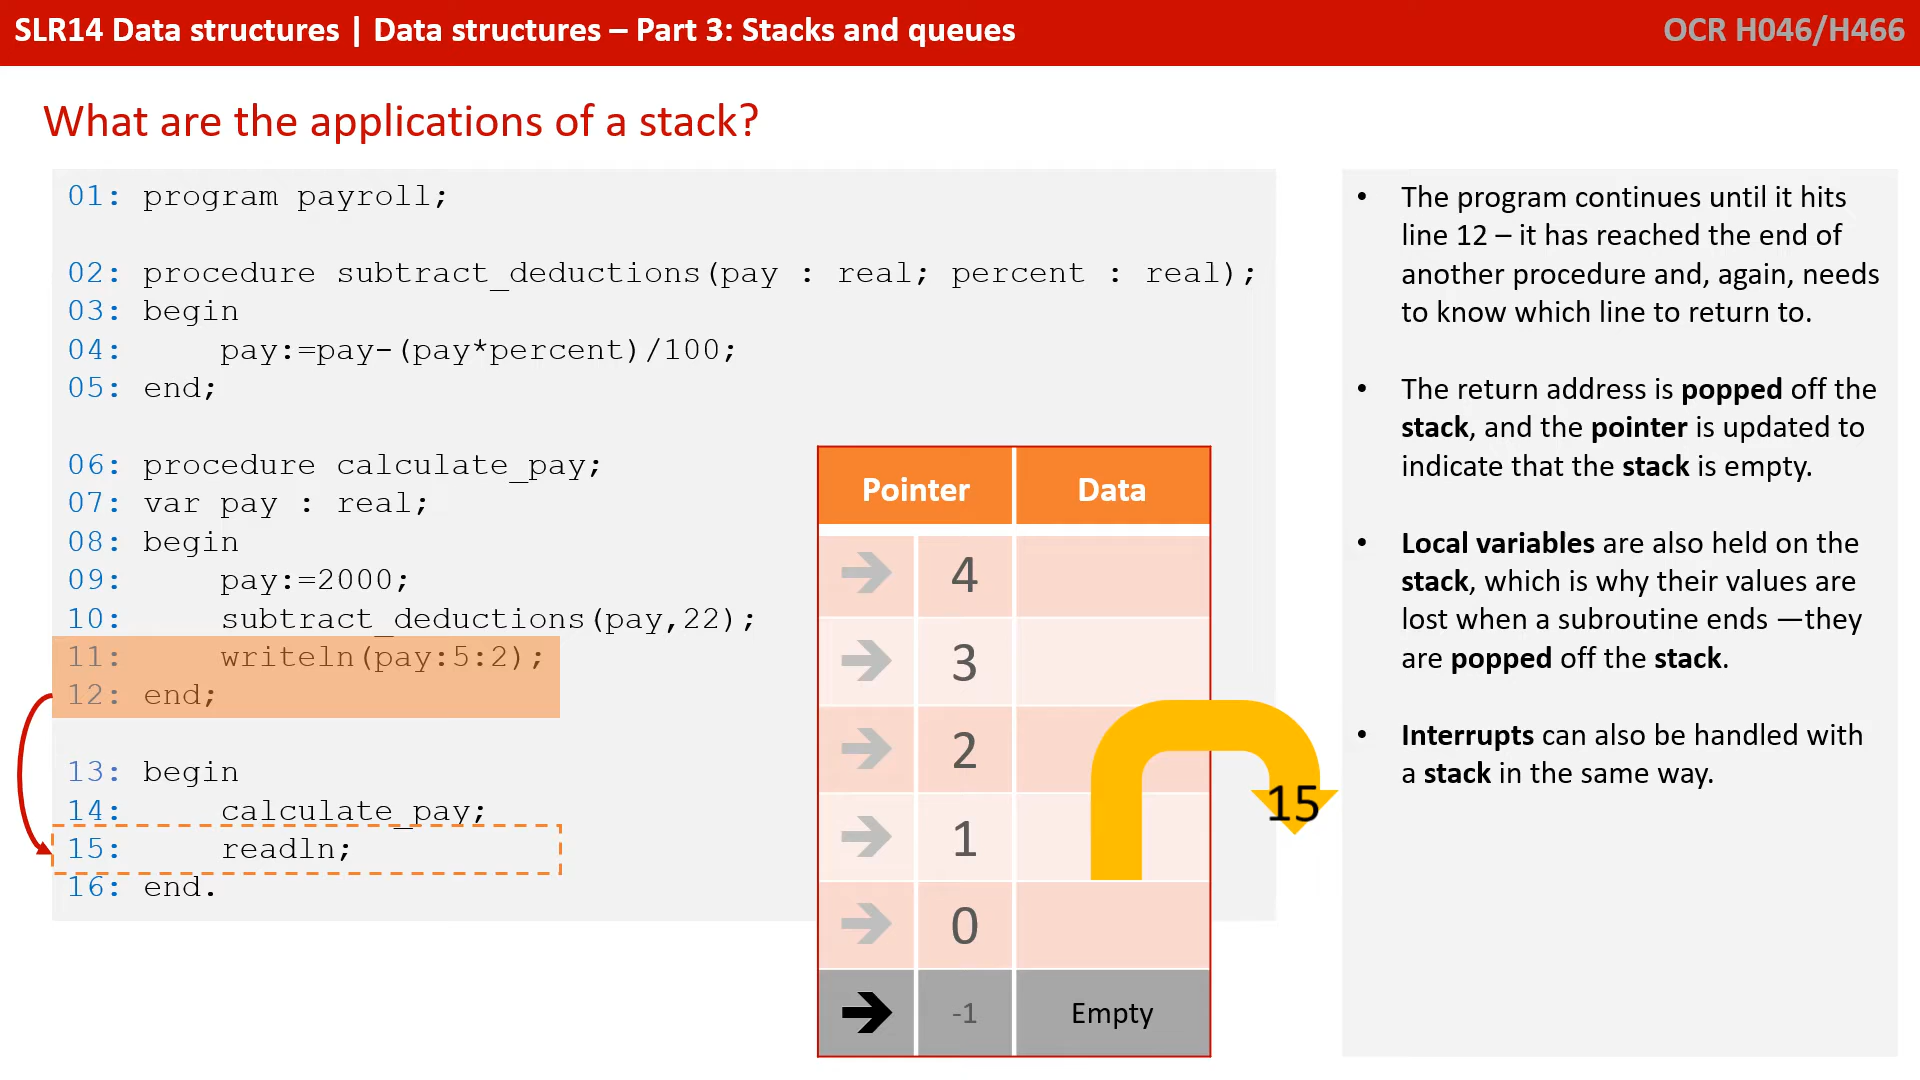 SLR14 Data structures | Data structures – Part 3: Stacks and queues
OCR H046/H466
What are the applications of a stack?
01: program payroll;
02: procedure subtract_deductions(pay : real; percent : real);
03: begin
04: pay:=pay-(pay*percent)/100;
05: end;
06: procedure calculate_pay;
07: var pay : real;
08: begin
09: pay:=2000;
10: subtract_deductions(pay,22);
11: writeln(pay:5:2);
12: end;
13: begin
14: calculate_pay;
15: readln;
16: end.
Pointer Data
4
3
2
1
0
-1 Empty
15
• The program continues until it hits
line 12 – it has reached the end of
another procedure and, again, needs
to know which line to return to.
• The return address is popped off the
stack, and the pointer is updated to
indicate that the stack is empty.
• Local variables are also held on the
stack, which is why their values are
lost when a subroutine ends —they
are popped off the stack.
• Interrupts can also be handled with
a stack in the same way.